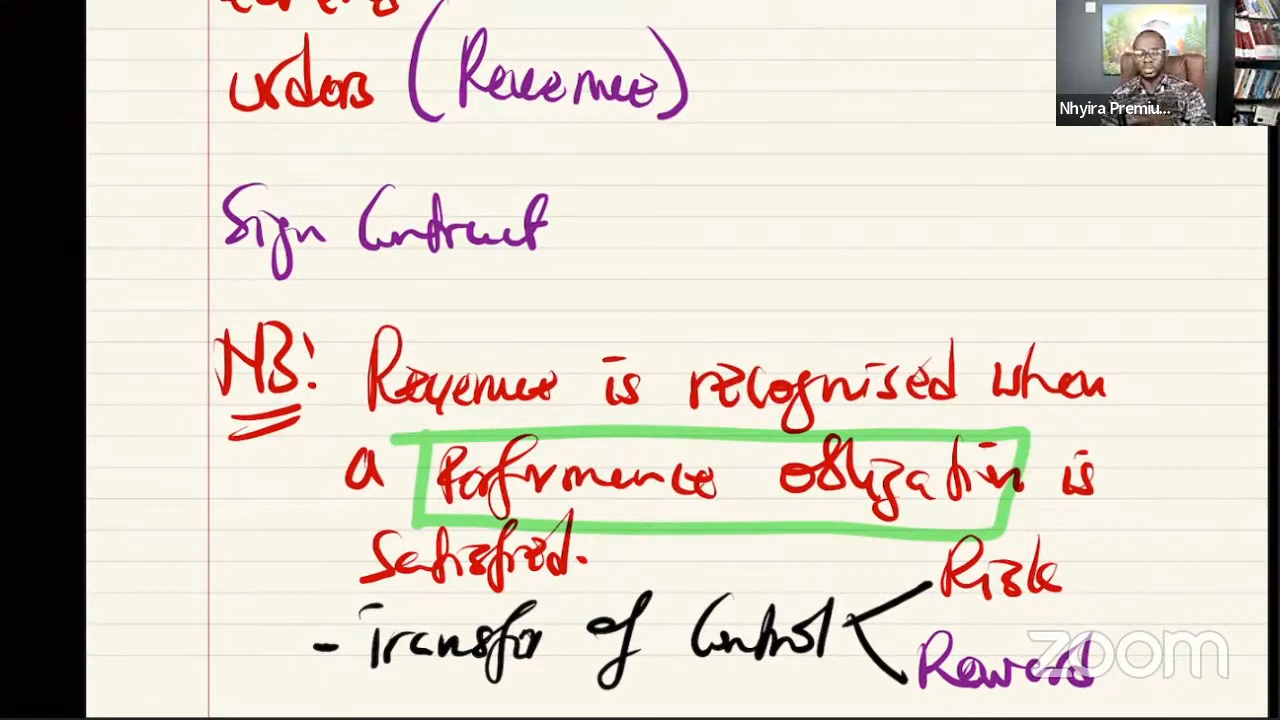 orders (Revenue)
Nhyira Premiu...
Sign Contract
NB: Revenue is recognised when
a Performance obligation is
satisfied.
- Transfer of Control < Risk
Reward
zoom